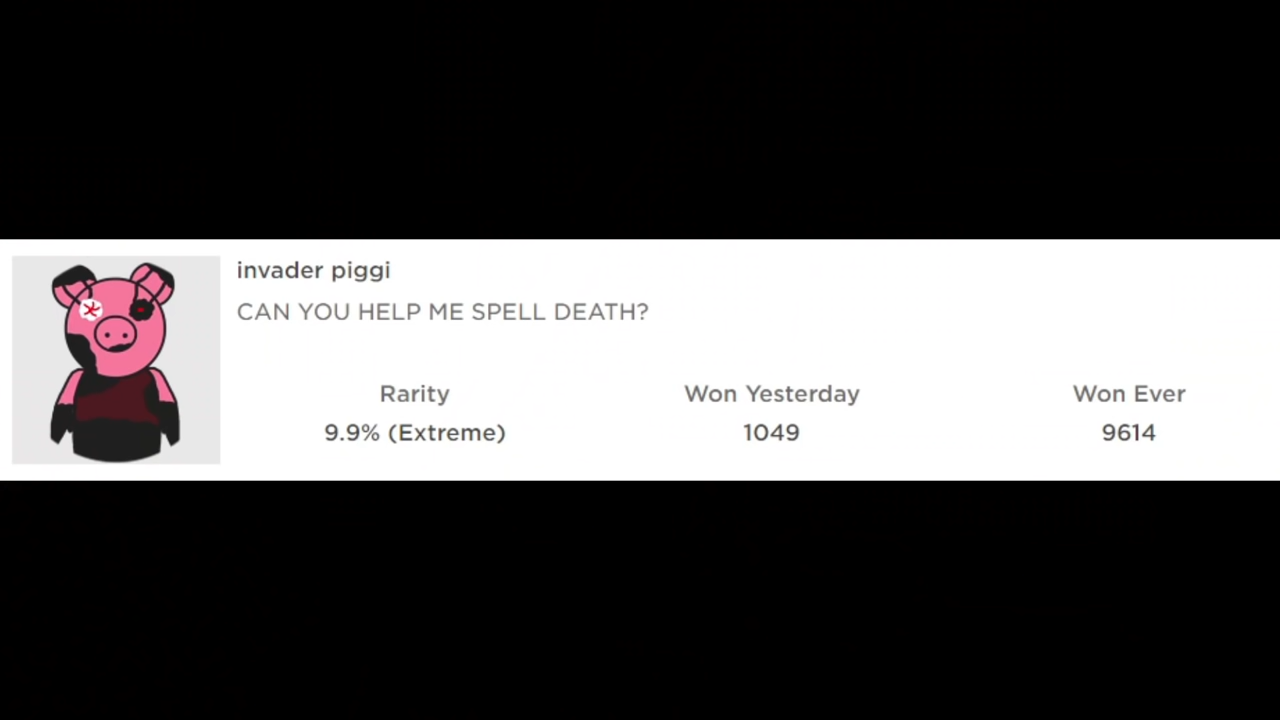 invader piggi
CAN YOU HELP ME SPELL DEATH?
Rarity Won Yesterday Won Ever
9.9% (Extreme) 1049 9614